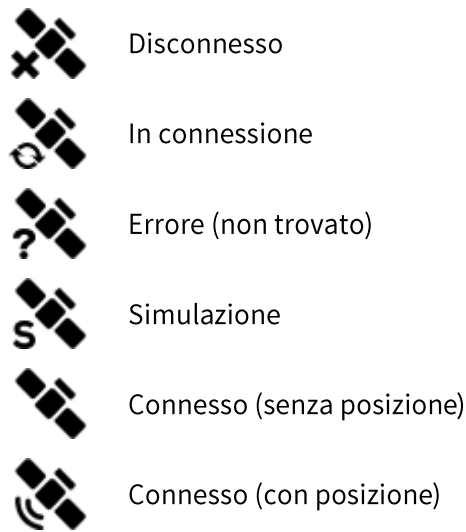 Disconnesso
In connessione
? Errore (non trovato)
S Simulazione
Connesso (senza posizione)
Connesso (con posizione)